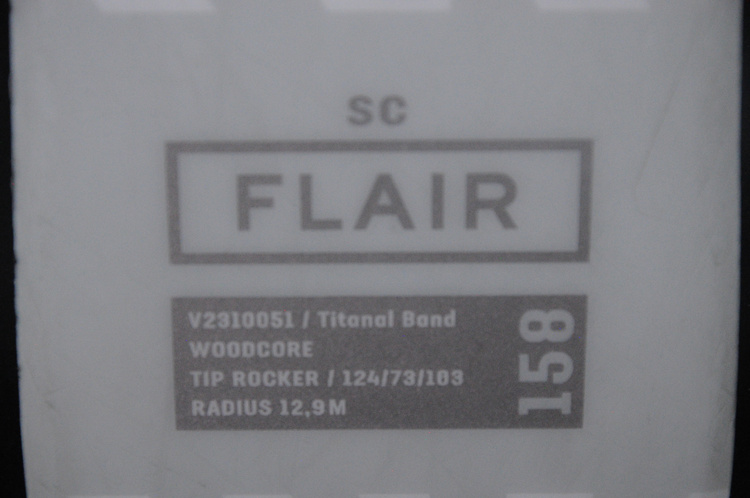 SC
FLAIR
V2310051 / Titanal Band
WOODCORE
TIP ROCKER / 124/73/103
RADIUS 12,9M
158